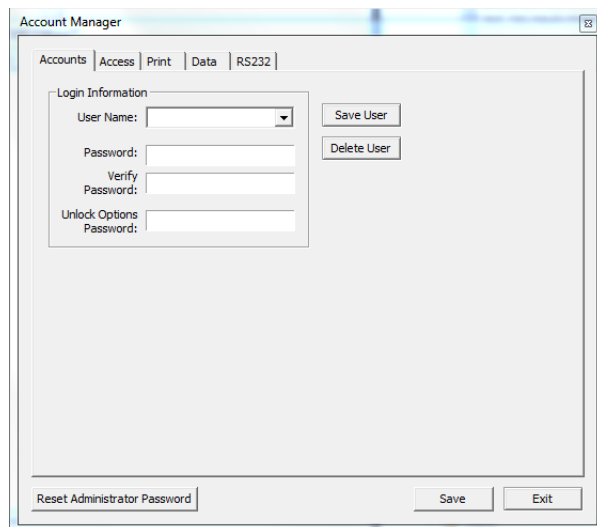 Account Manager
Accounts Access Print Data RS232
Login Information
User Name:
Save User
Password:
Delete User
Verify
Password:
Unlock Options
Password:
Reset Administrator Password Save Exit